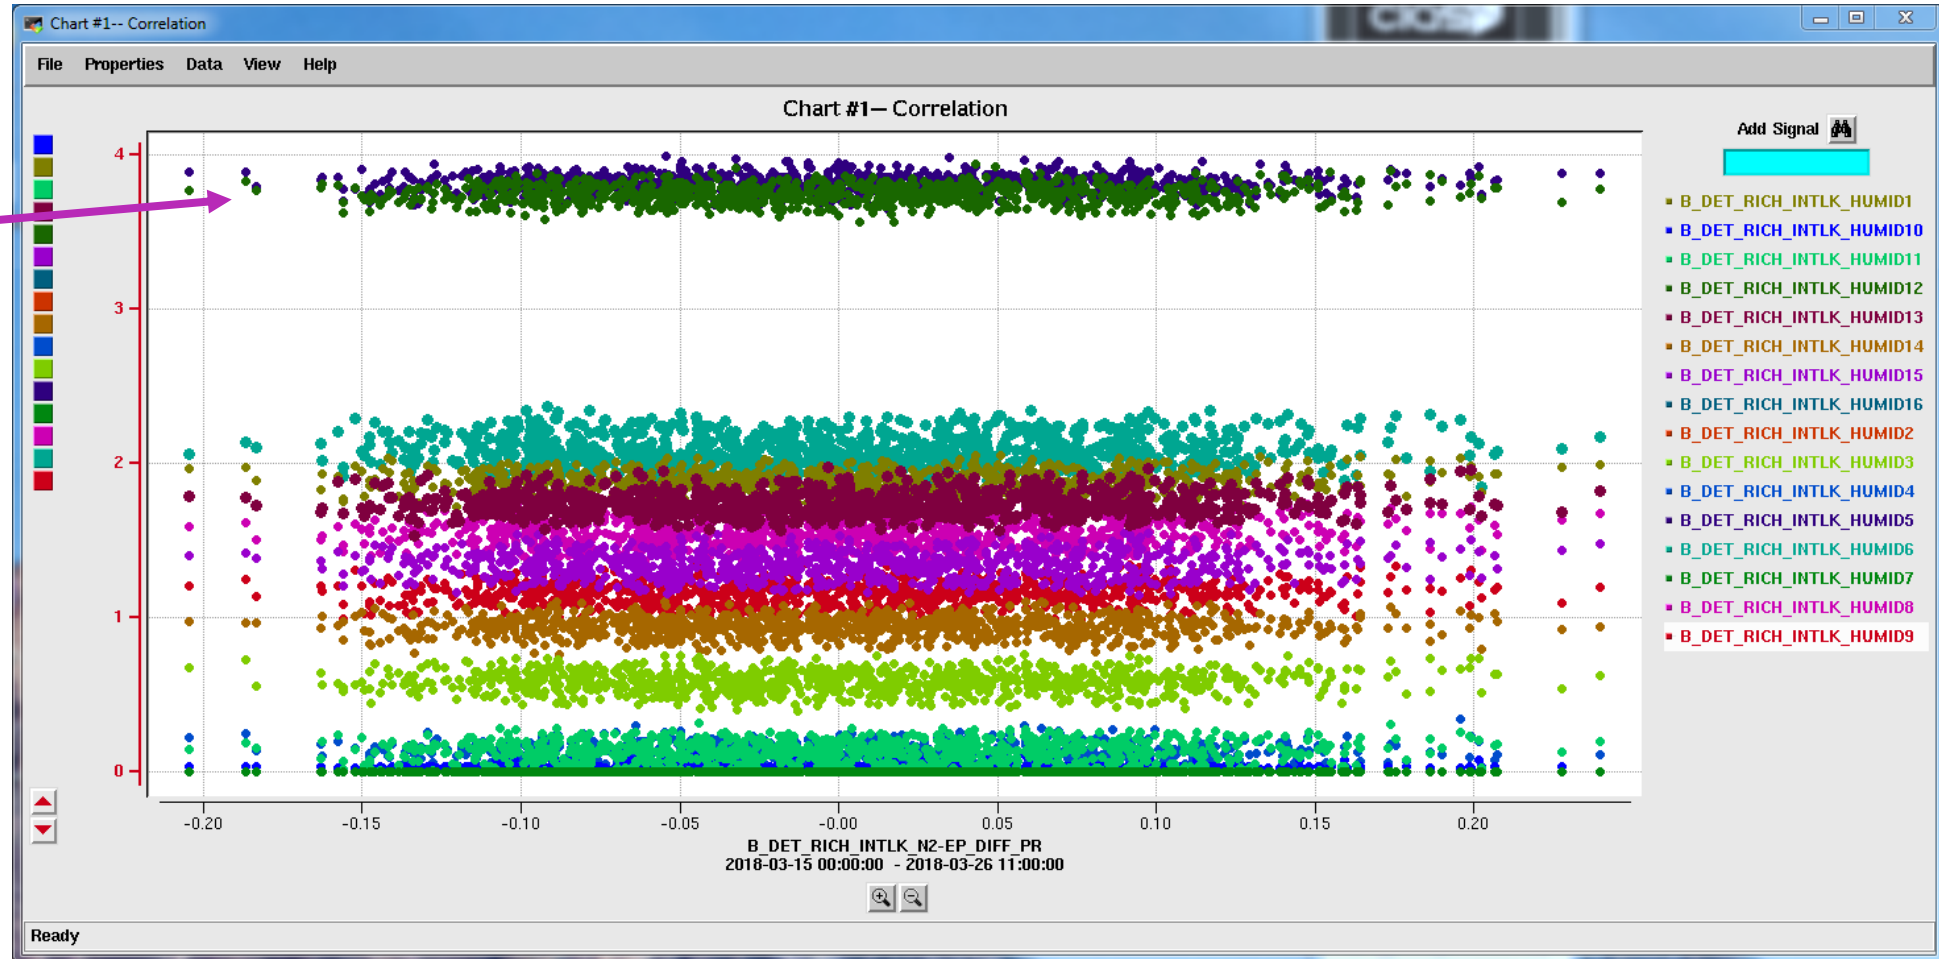 Chart #1-- Correlation
File Properties Data View Help
Chart #1-- Correlation
Add Signal
4
3
2
1
0
-0.20 -0.15 -0.10 -0.05 -0.00 0.05 0.10 0.15 0.20
B_DET_RICH_INTLK_N2-EP_DIFF_PR
2018-03-15 00:00:00 - 2018-03-26 11:00:00
B_DET_RICH_INTLK_HUMID1
B_DET_RICH_INTLK_HUMID10
B_DET_RICH_INTLK_HUMID11
B_DET_RICH_INTLK_HUMID12
B_DET_RICH_INTLK_HUMID13
B_DET_RICH_INTLK_HUMID14
B_DET_RICH_INTLK_HUMID15
B_DET_RICH_INTLK_HUMID16
B_DET_RICH_INTLK_HUMID2
B_DET_RICH_INTLK_HUMID3
B_DET_RICH_INTLK_HUMID4
B_DET_RICH_INTLK_HUMID5
B_DET_RICH_INTLK_HUMID6
B_DET_RICH_INTLK_HUMID7
B_DET_RICH_INTLK_HUMID8
B_DET_RICH_INTLK_HUMID9
Ready